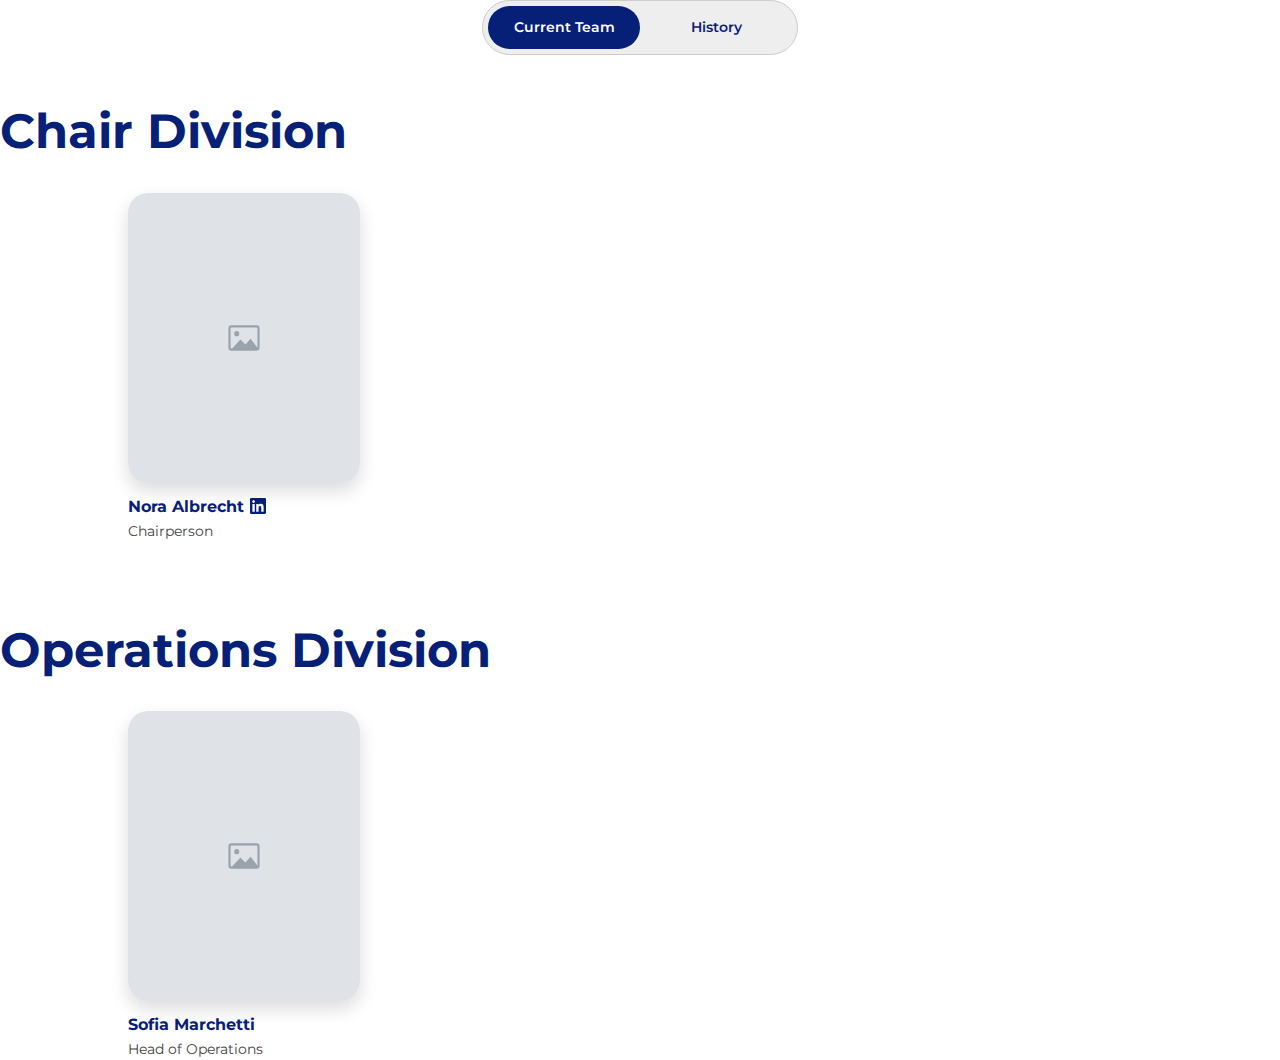 Current Team
History
Chair Division
Nora Albrecht
Chairperson
Operations Division
Sofia Marchetti
Head of Operations